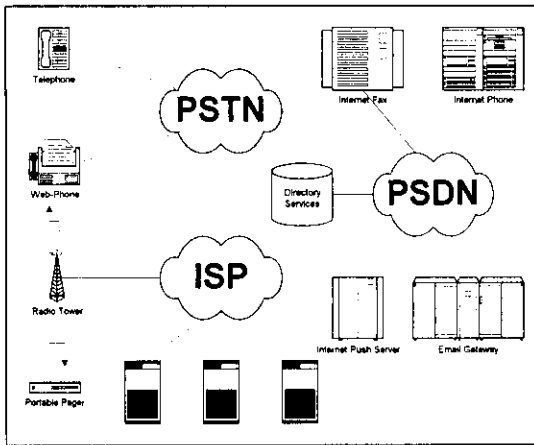 Telephone
PSTN
Internet Fax
Internet Phone
Web-Phone
Directory
Services
PSDN
Radio Tower
ISP
Internet Push Server
Email Gateway
Portable Pager